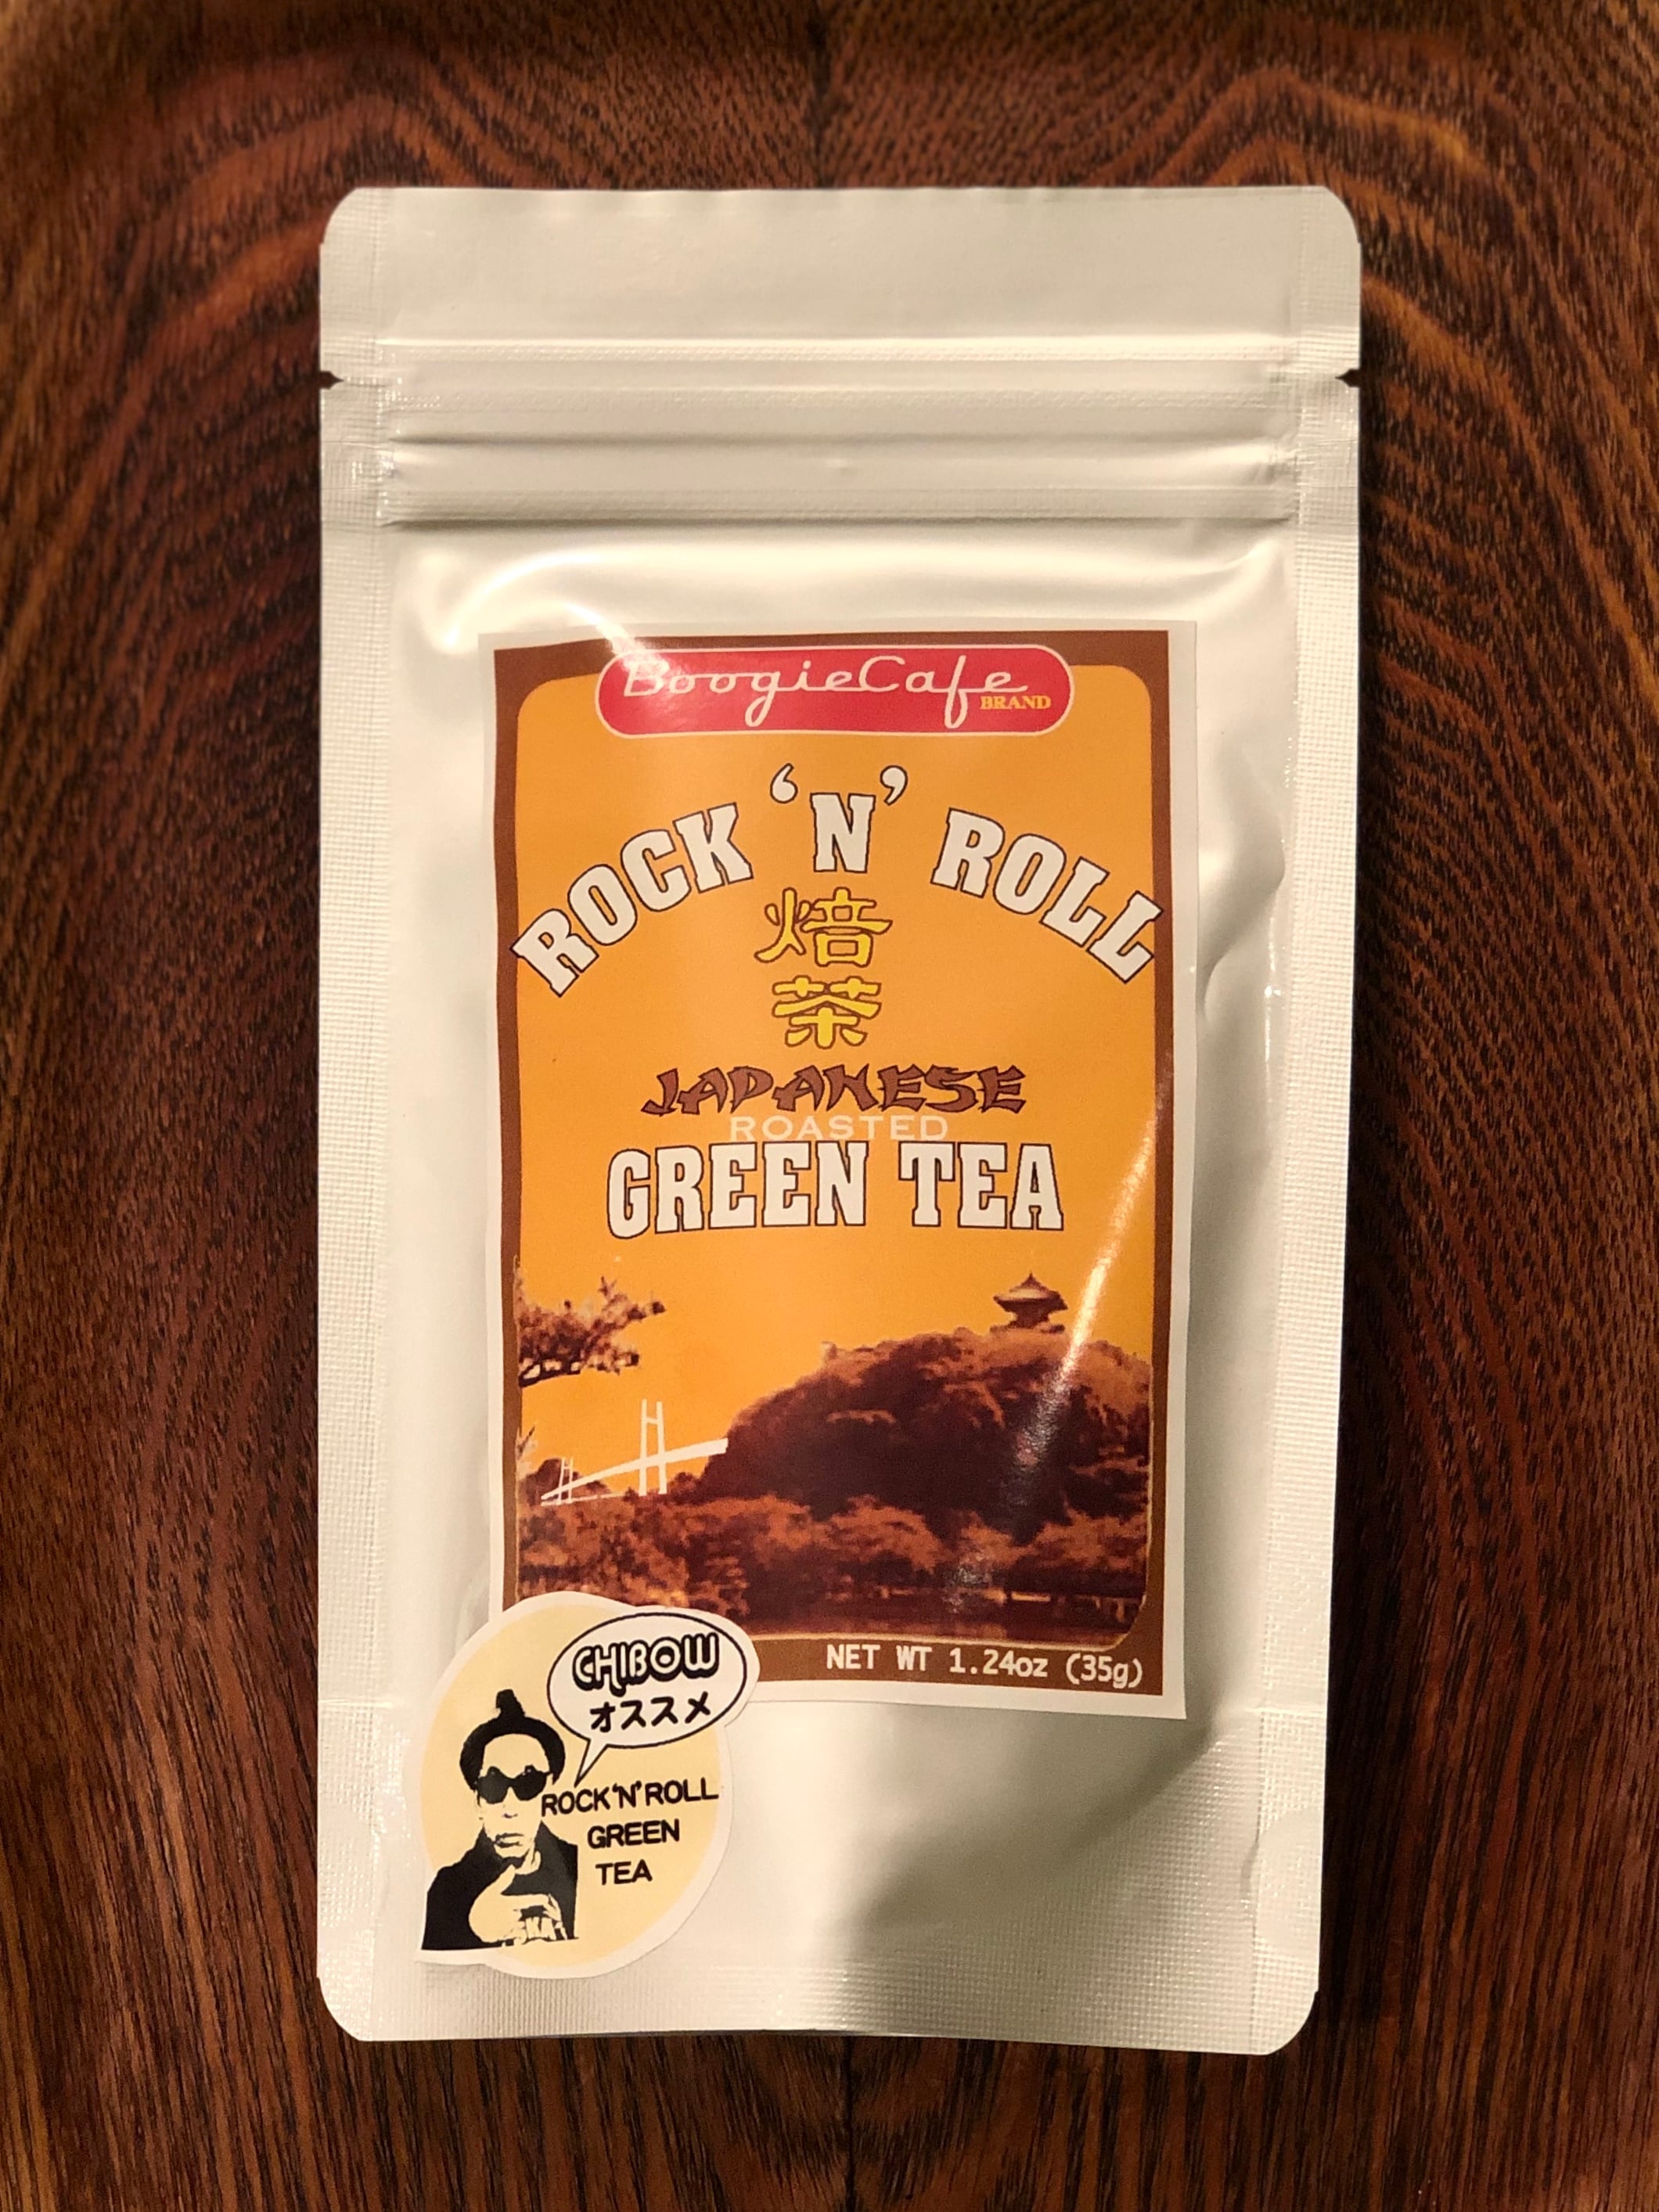 BoogieCafe
BRAND
ROCK 'N' ROLL
焙
茶
JAPANESE
ROASTED
GREEN TEA
NET WT 1.24oz (35g)
CHIBOW
オススメ
ROCK'N'ROLL
GREEN
TEA
SKA